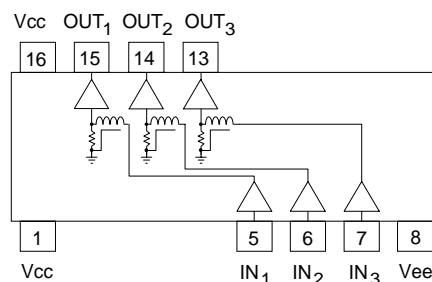 Vcc OUT1 OUT2 OUT3
16 15 14 13
1 5 6 7 8
Vcc IN1 IN2 IN3 Vee